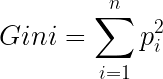 $Gini = \sum_{i=1}^{n} p_i^2$